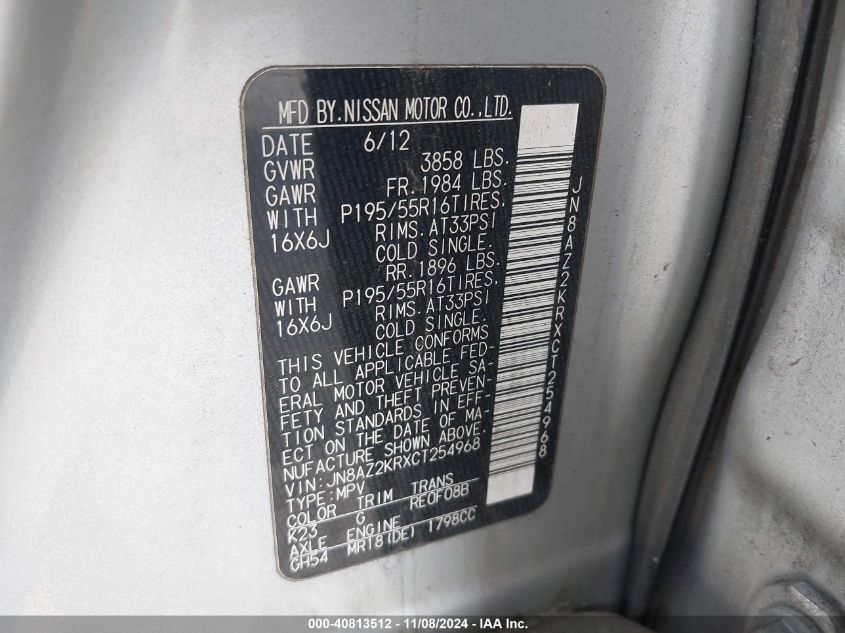 MFD BY.NISSAN MOTOR CO.,LTD.
DATE 6/12
GVWR 3858 LBS.
GAWR FR.1984 LBS.
WITH P195/55R16TIRES.
16X6J RIMS.AT33PSI
COLD SINGLE.
GAWR RR.1896 LBS.
WITH P195/55R16TIRES.
16X6J RIMS.AT33PSI
COLD SINGLE.
THIS VEHICLE CONFORMS
TO ALL APPLICABLE FED-
ERAL MOTOR VEHICLE SA-
FETY AND THEFT PREVEN-
TION STANDARDS IN EFF-
ECT ON THE DATE OF MA-
NUFACTURE SHOWN ABOVE.
VIN:JN8AZ2KRXCT254968
TYPE:MPV
COLOR TRIM TRANS
K23 G RE0F08B
AXLE ENGINE
GH54 MR18(DE) 1798CC
JN8AZ2KRXCT254968
000-40813512 - 11/08/2024 - IAA Inc.